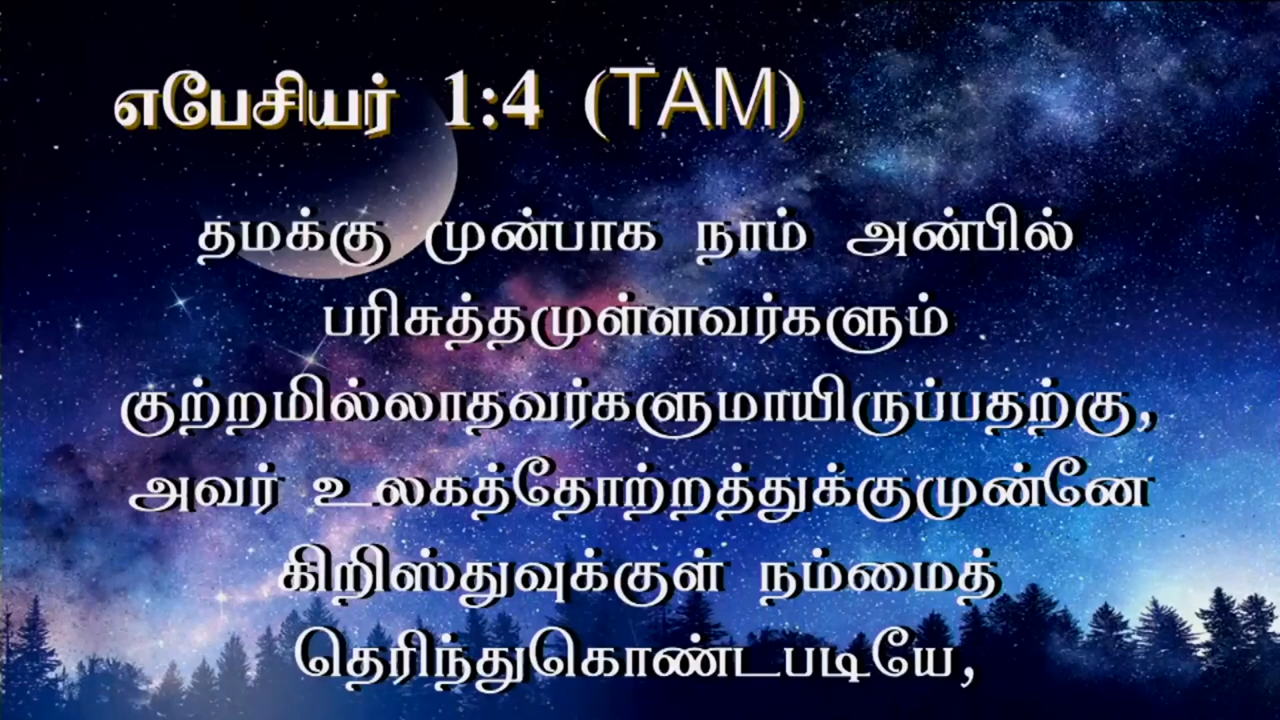 எபேசியர் 1:4 (TAM)
தமக்கு முன்பாக நாம் அன்பில்
பரிசுத்தமுள்ளவர்களும்
குற்றமில்லாதவர்களுமாயிருப்பதற்கு,
அவர் உலகத்தோற்றத்துக்குமுன்னே
கிறிஸ்துவுக்குள் நம்மைத்
தெரிந்துகொண்டபடியே,